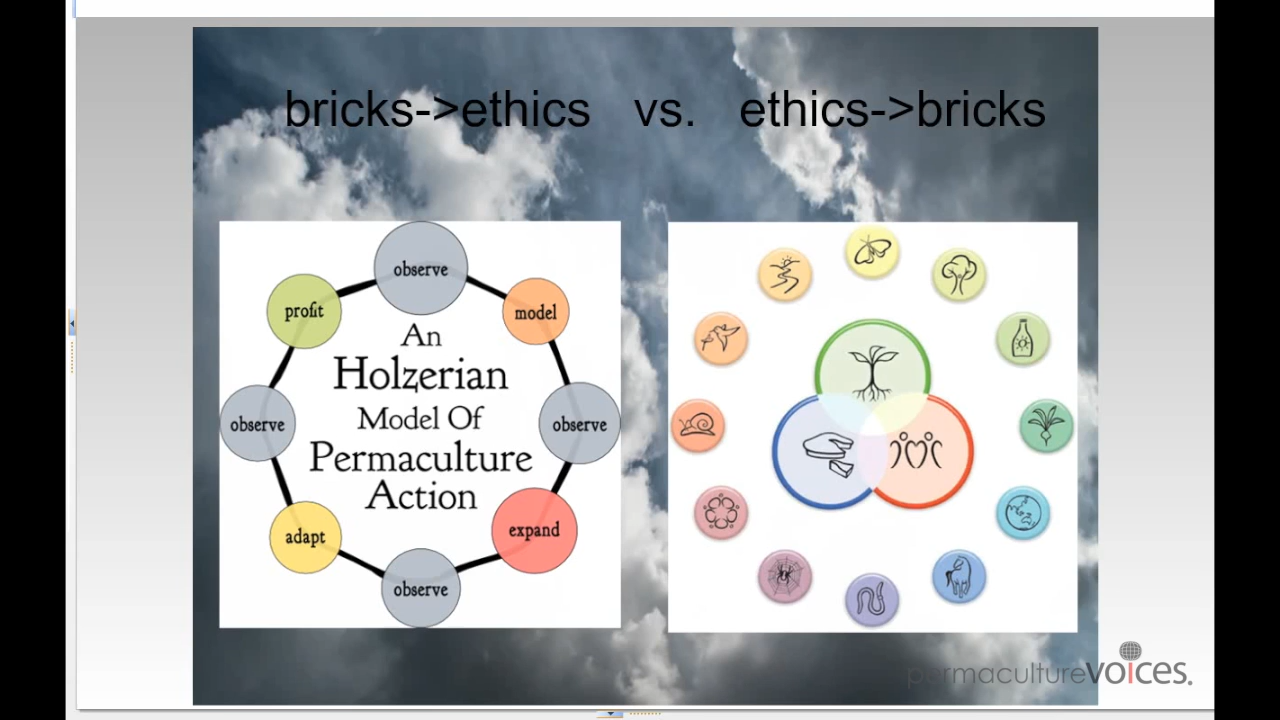 bricks->ethics vs. ethics->bricks
observe
profit
model
An
Holzerian
Model Of
Permaculture
Action
observe
observe
adapt
expand
observe
permaculturevoices.